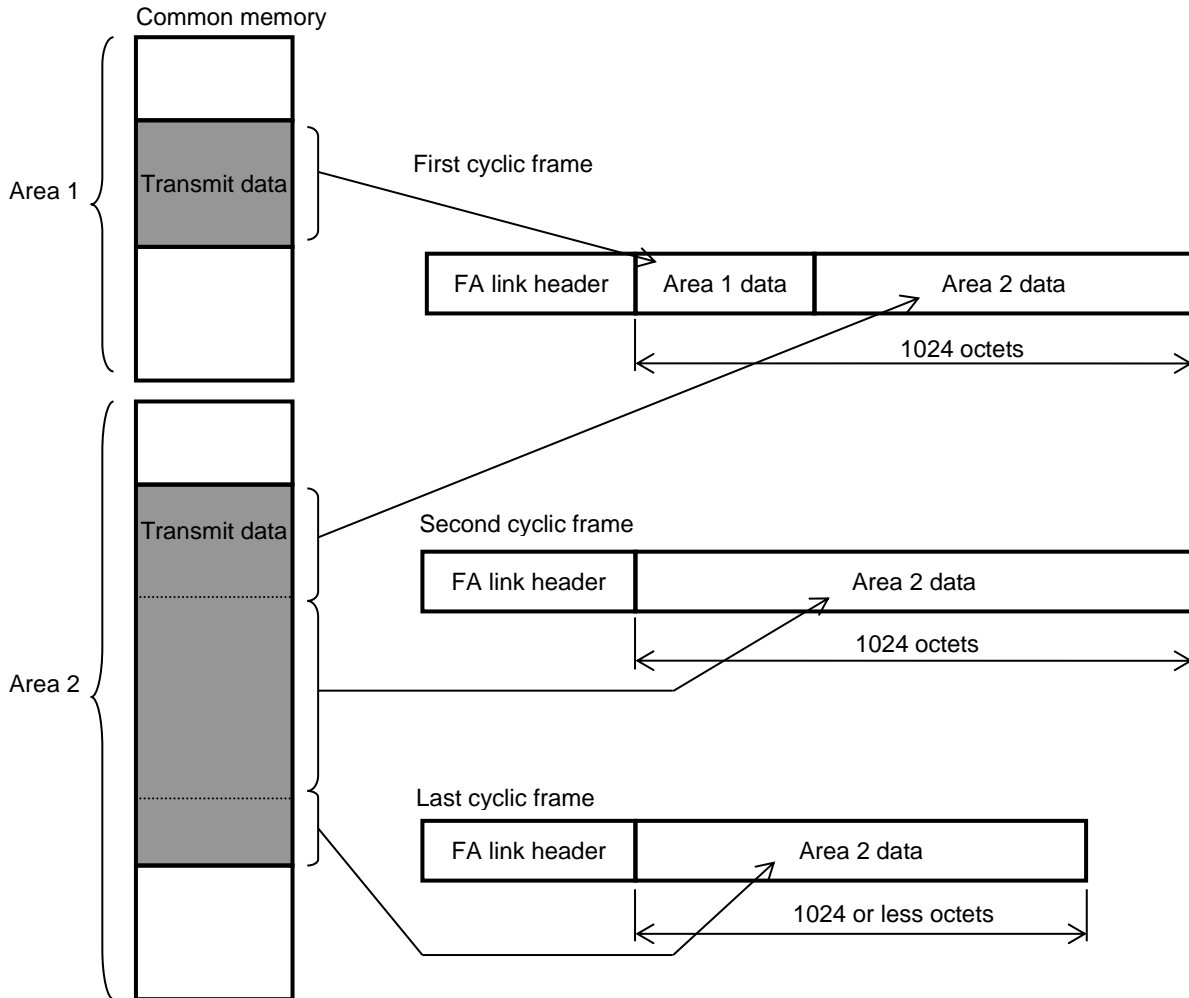 Common memory
Area 1
Transmit data
First cyclic frame
FA link header
Area 1 data
Area 2 data
1024 octets
Area 2
Transmit data
Second cyclic frame
FA link header
Area 2 data
1024 octets
Last cyclic frame
FA link header
Area 2 data
1024 or less octets